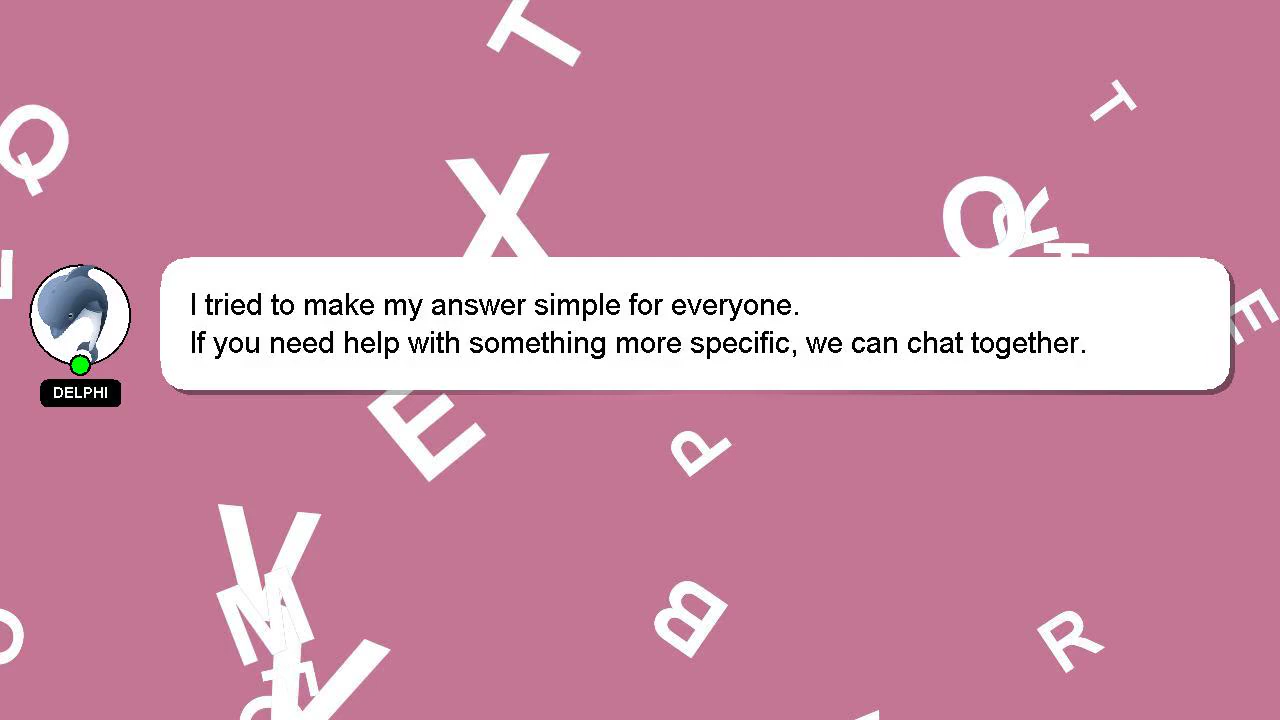 T
T
Q
X
Q
E
I tried to make my answer simple for everyone.
If you need help with something more specific, we can chat together.
DELPHI
E
P
V
M
B
R